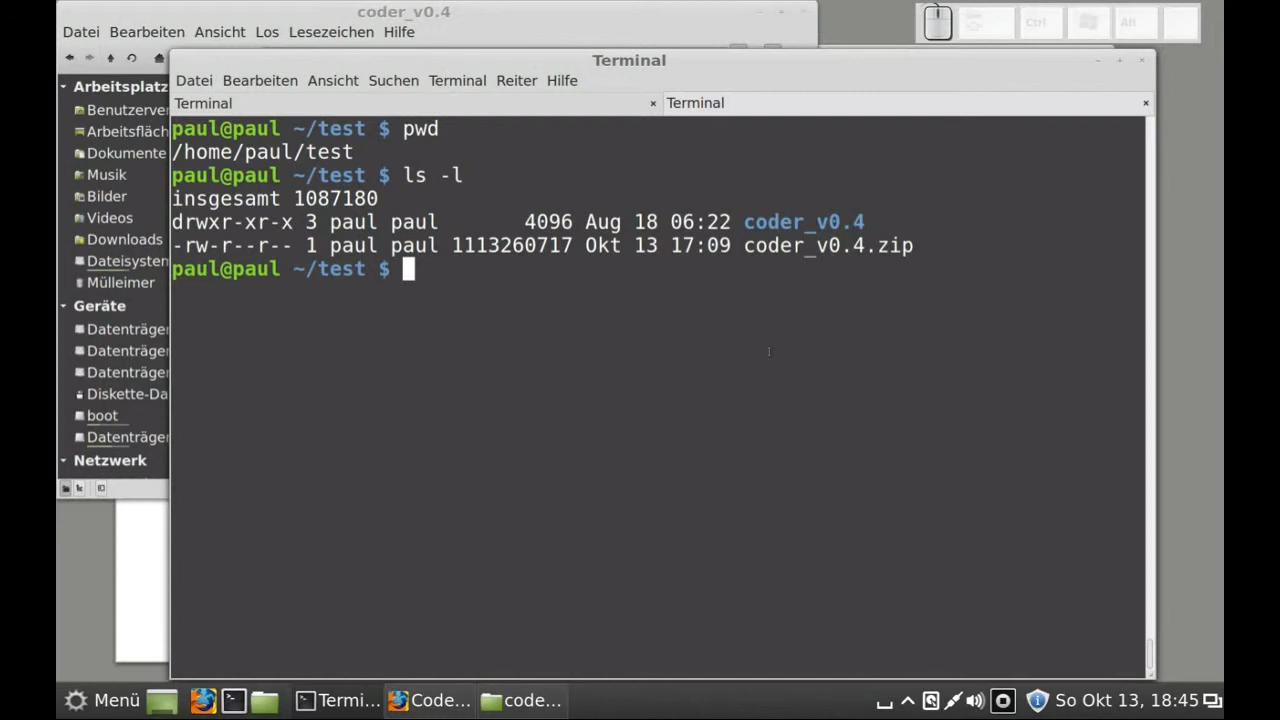 coder_v0.4
Datei Bearbeiten Ansicht Los Lesezeichen Hilfe
Ctrl Alt
Terminal
Datei Bearbeiten Ansicht Suchen Terminal Reiter Hilfe
Terminal × Terminal ×
Arbeitsplatz
Benutzerver
Arbeitsfläch
Dokumente
Musik
Bilder
Videos
Downloads
Dateisysten
Mülleimer
Geräte
Datenträge
Datenträge
Datenträge
Diskette-Da
boot
Datenträge
Netzwerk
paul@paul ~/test $ pwd
/home/paul/test
paul@paul ~/test $ ls -l
insgesamt 1087180
drwxr-xr-x 3 paul paul 4096 Aug 18 06:22 coder_v0.4
-rw-r--r-- 1 paul paul 1113260717 Okt 13 17:09 coder_v0.4.zip
paul@paul ~/test $
Menü Termi... Code... code... So Okt 13, 18:45